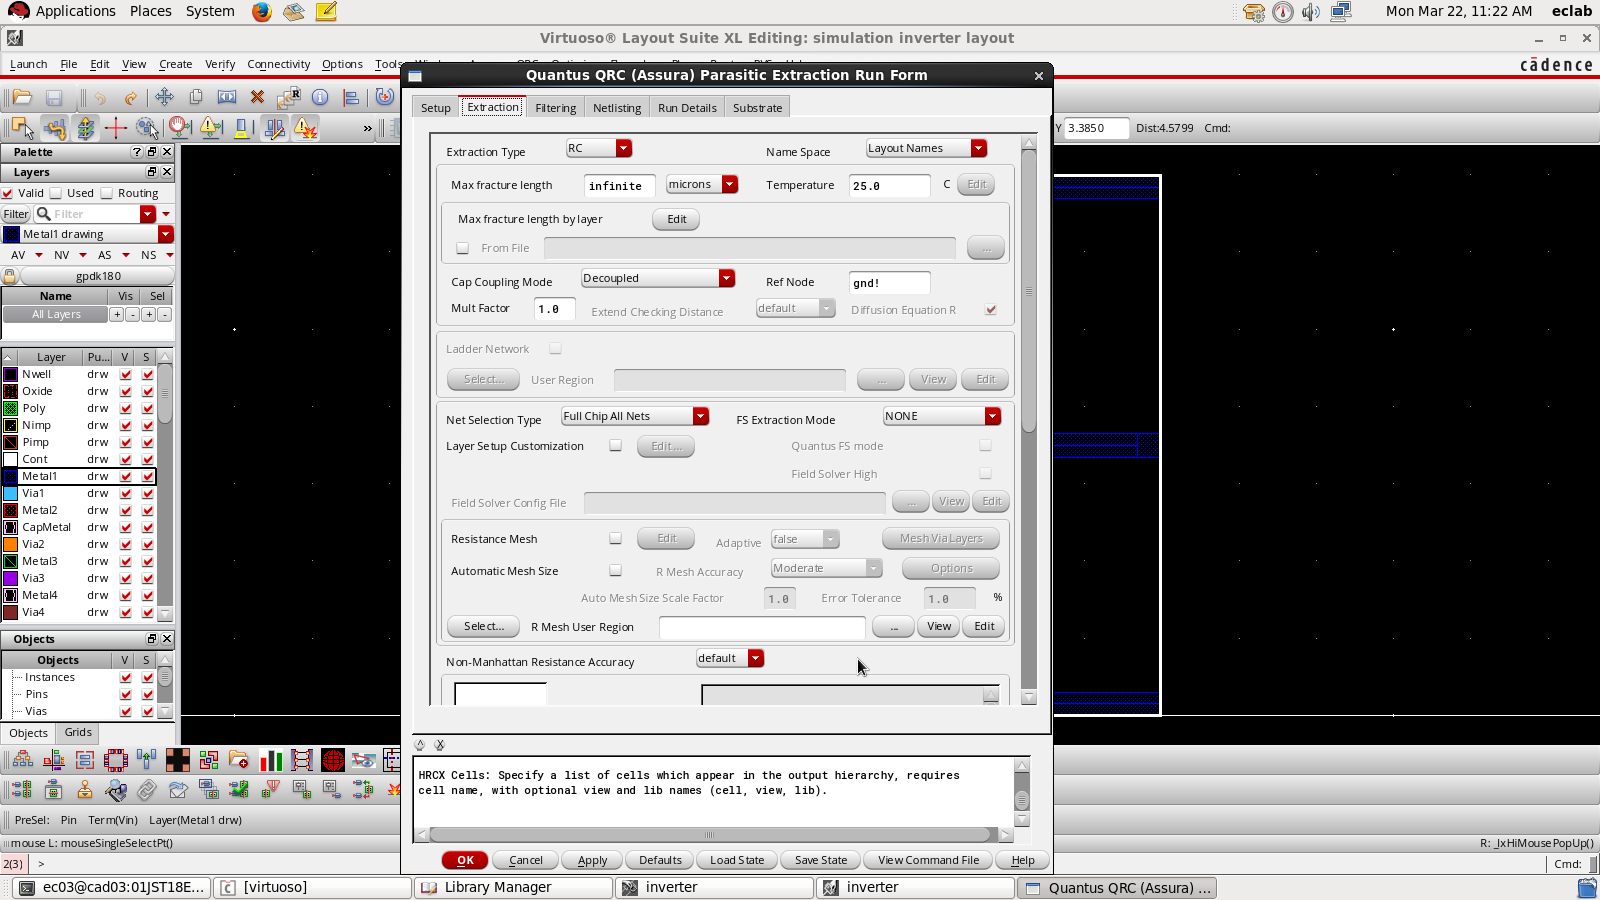 Applications Places System
Mon Mar 22, 11:22 AM eclab
Virtuoso® Layout Suite XL Editing: simulation inverter layout
Launch File Edit View Create Verify Connectivity Options Tools
cādence
Quantus QRC (Assura) Parasitic Extraction Run Form
Setup Extraction Filtering Netlisting Run Details Substrate
Y 3.3850 Dist:4.5799 Cmd:
Palette
Layers
Valid Used Routing
Filter Filter
Metal1 drawing
AV NV AS NS
gpdk180
Name Vis Sel
All Layers + - + -
Layer Pu... V S
Nwell drw
Oxide drw
Poly drw
Nimp drw
Pimp drw
Cont drw
Metal1 drw
Via1 drw
Metal2 drw
CapMetal drw
Via2 drw
Metal3 drw
Via3 drw
Metal4 drw
Via4 drw
Objects
Objects V S
Instances
Pins
Vias
Objects Grids
Extraction Type RC Name Space Layout Names
Max fracture length infinite microns Temperature 25.0 C Edit
Max fracture length by layer Edit
From File ...
Cap Coupling Mode Decoupled Ref Node gnd!
Mult Factor 1.0 Extend Checking Distance default Diffusion Equation R
Ladder Network
Select... User Region ... View Edit
Net Selection Type Full Chip All Nets FS Extraction Mode NONE
Layer Setup Customization Edit... Quantus FS mode
Field Solver High
Field Solver Config File ... View Edit
Resistance Mesh Edit Adaptive false Mesh Via Layers
Automatic Mesh Size R Mesh Accuracy Moderate Options
Auto Mesh Size Scale Factor 1.0 Error Tolerance 1.0 %
Select... R Mesh User Region ... View Edit
Non-Manhattan Resistance Accuracy default
HRCX Cells: Specify a list of cells which appear in the output hierarchy, requires
cell name, with optional view and lib names (cell, view, lib).
OK Cancel Apply Defaults Load State Save State View Command File Help
PreSel: Pin Term(Vin) Layer(Metal1 drw)
mouse L: mouseSingleSelectPt()
R: _lxHiMousePopUp()
2(3) >
Cmd:
ec03@cad03:01JST18E... [virtuoso] Library Manager inverter inverter Quantus QRC (Assura) ...